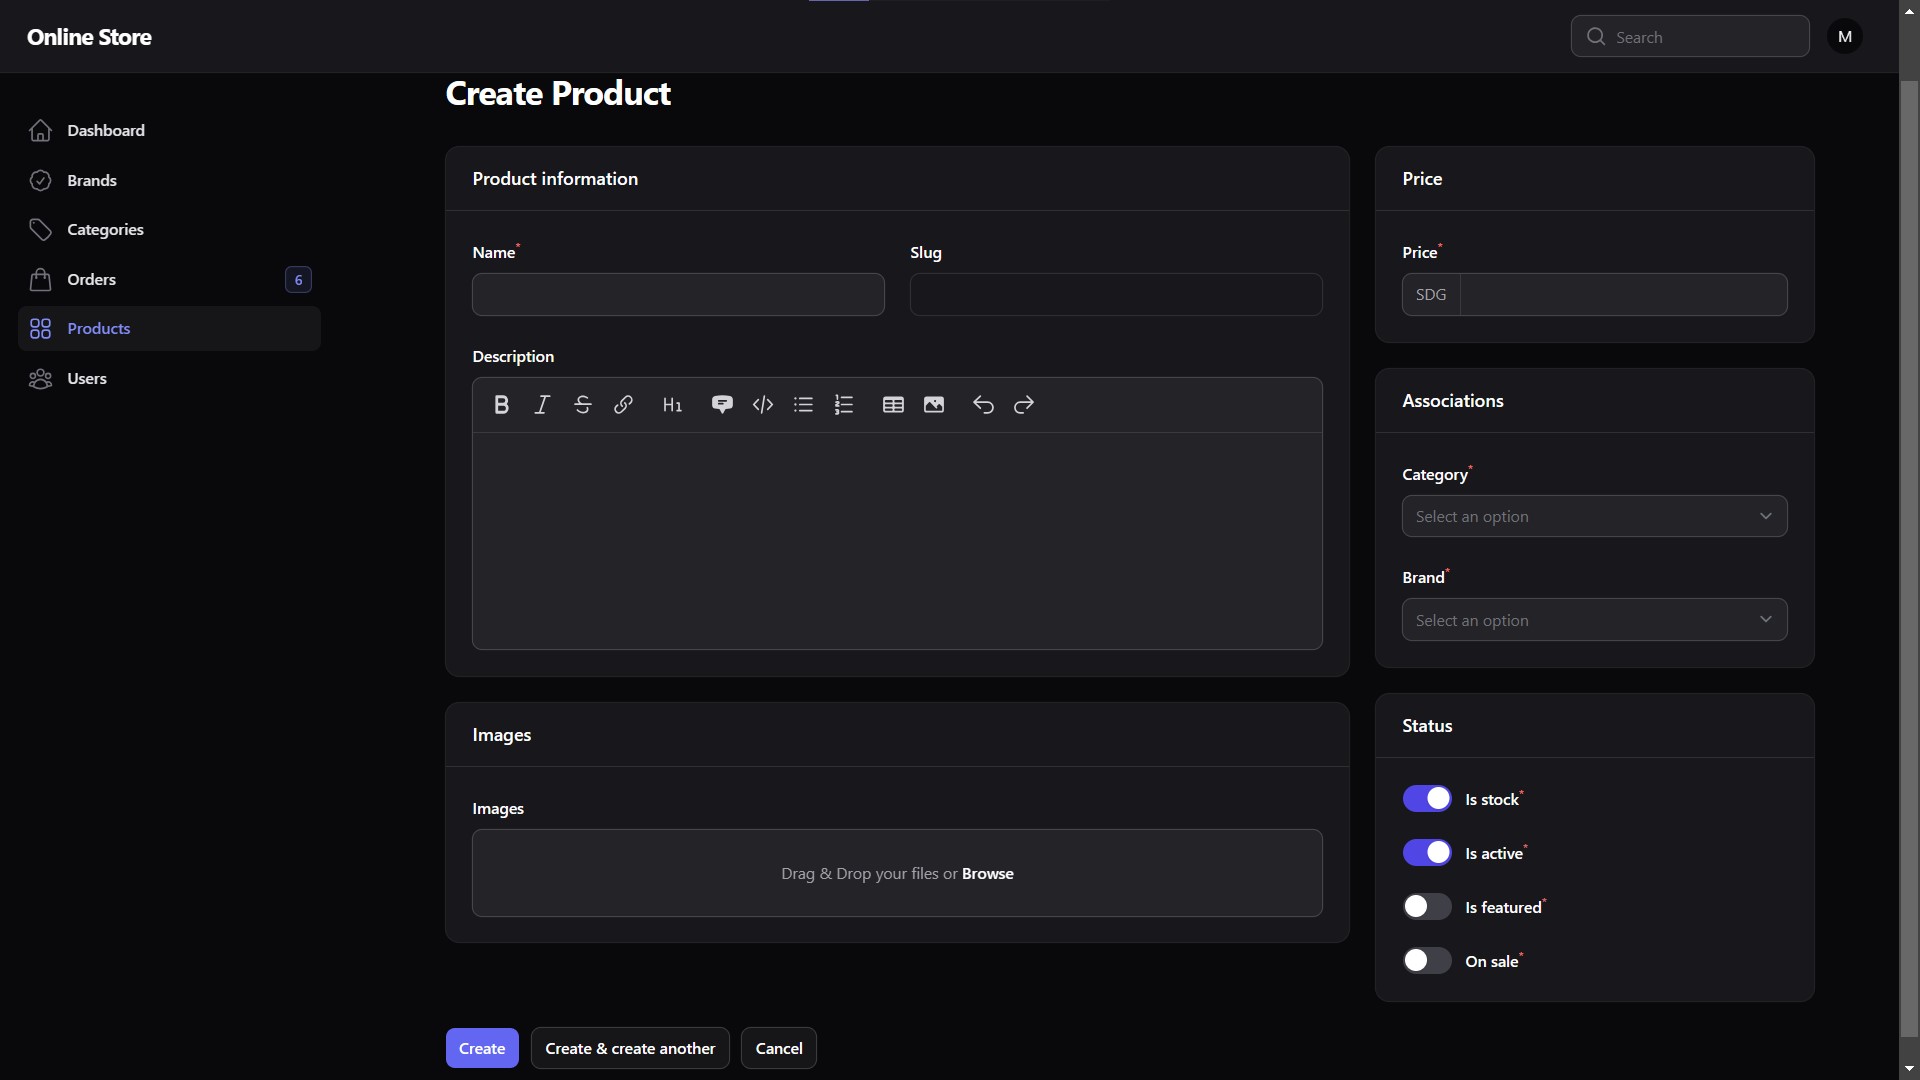 Online Store
Search
M
Dashboard
Brands
Categories
Orders
6
Products
Users
Create Product
Product information
Name*
Slug
Description
H1
Images
Images
Drag & Drop your files or Browse
Price
Price*
SDG
Associations
Category*
Select an option
Brand*
Select an option
Status
Is stock*
Is active*
Is featured*
On sale*
Create
Create & create another
Cancel